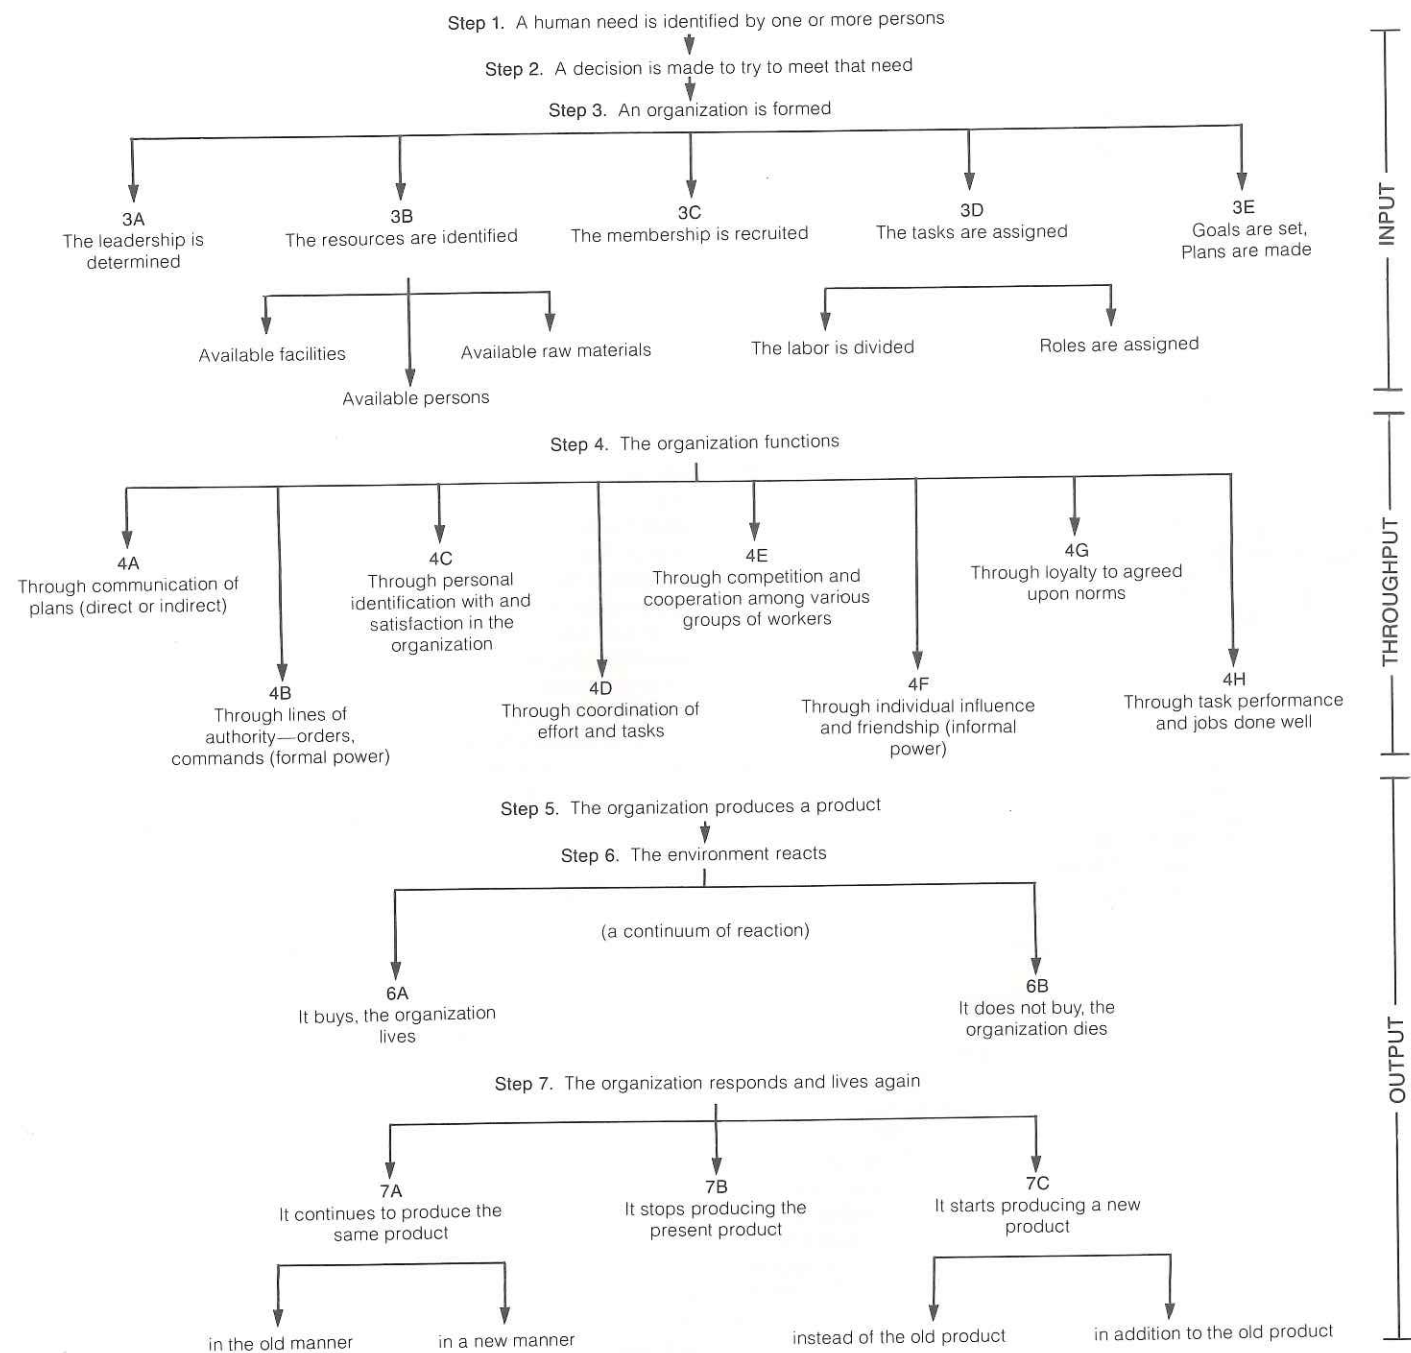 Step 1. A human need is identified by one or more persons
Step 2. A decision is made to try to meet that need
Step 3. An organization is formed
3A
The leadership is
determined
3B
The resources are identified
3C
The membership is recruited
3D
The tasks are assigned
3E
Goals are set,
Plans are made
Available facilities
Available persons
Available raw materials
The labor is divided
Roles are assigned
INPUT
Step 4. The organization functions
4A
Through communication of
plans (direct or indirect)
4B
Through lines of
authority—orders,
commands (formal power)
4C
Through personal
identification with and
satisfaction in the
organization
4D
Through coordination of
effort and tasks
4E
Through competition and
cooperation among various
groups of workers
4F
Through individual influence
and friendship (informal
power)
4G
Through loyalty to agreed
upon norms
4H
Through task performance
and jobs done well
THROUGHPUT
Step 5. The organization produces a product
Step 6. The environment reacts
(a continuum of reaction)
6A
It buys, the organization
lives
6B
It does not buy, the
organization dies
Step 7. The organization responds and lives again
7A
It continues to produce the
same product
7B
It stops producing the
present product
7C
It starts producing a new
product
in the old manner
in a new manner
instead of the old product
in addition to the old product
OUTPUT